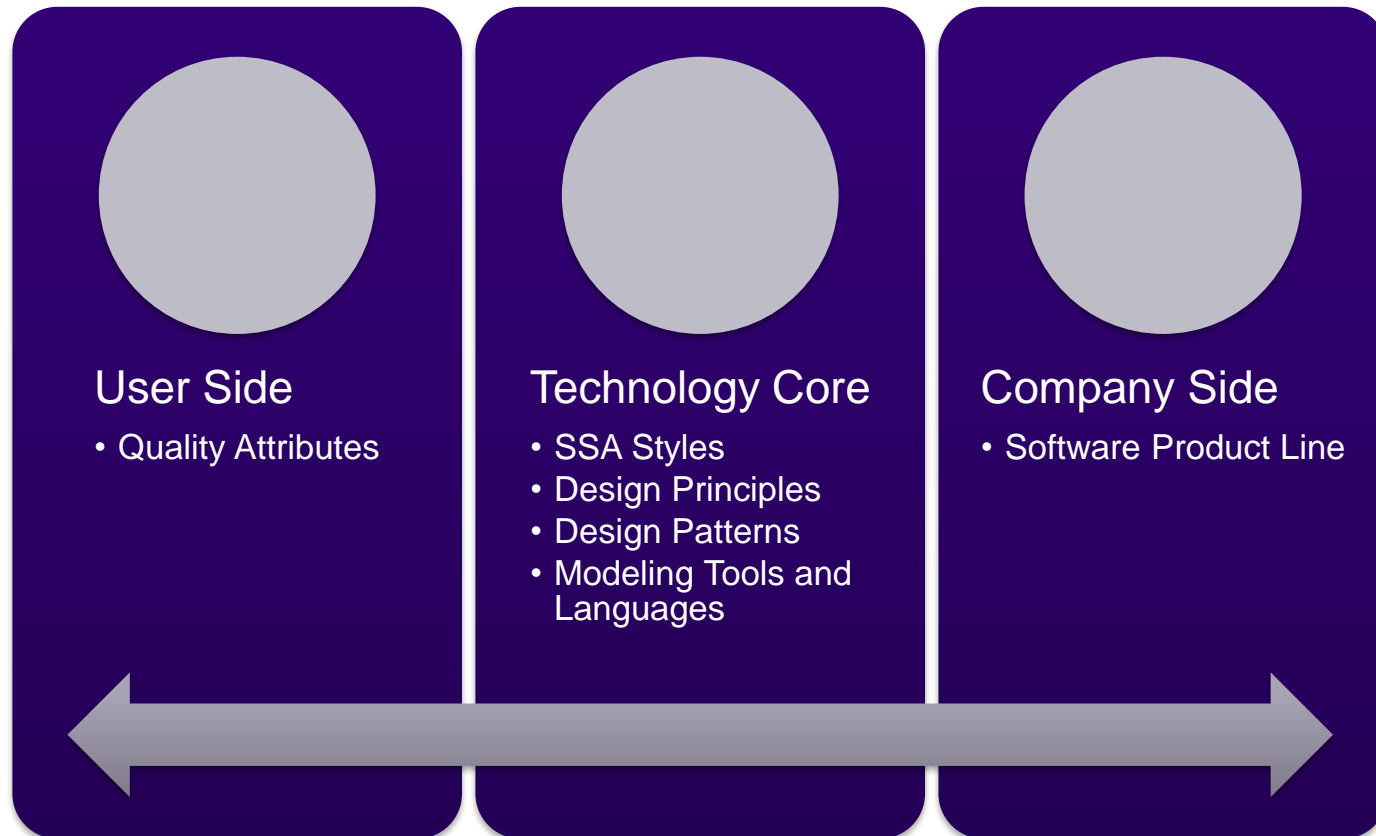 User Side
• Quality Attributes
Technology Core
• SSA Styles
• Design Principles
• Design Patterns
• Modeling Tools and
Languages
Company Side
• Software Product Line